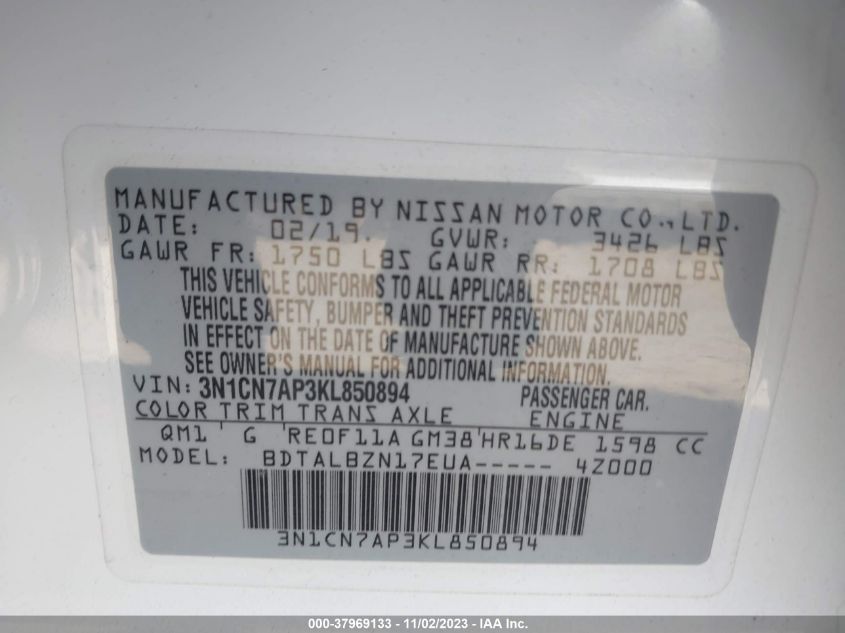 MANUFACTURED BY NISSAN MOTOR CO., LTD.
DATE: 02/19. GVWR: 3426 LBS
GAWR FR: 1750 LBS GAWR RR: 1708 LBS
THIS VEHICLE CONFORMS TO ALL APPLICABLE FEDERAL MOTOR
VEHICLE SAFETY, BUMPER AND THEFT PREVENTION STANDARDS
IN EFFECT ON THE DATE OF MANUFACTURE SHOWN ABOVE.
SEE OWNER'S MANUAL FOR ADDITIONAL INFORMATION.
VIN: 3N1CN7AP3KL850894 PASSENGER CAR.
COLOR TRIM TRANS AXLE ENGINE
QM1 G RE0F11A GM38 HR16DE 1598 CC
MODEL: BDTALBZN17EUA----- 4Z000
3N1CN7AP3KL850894
000-37969133 - 11/02/2023 - IAA Inc.